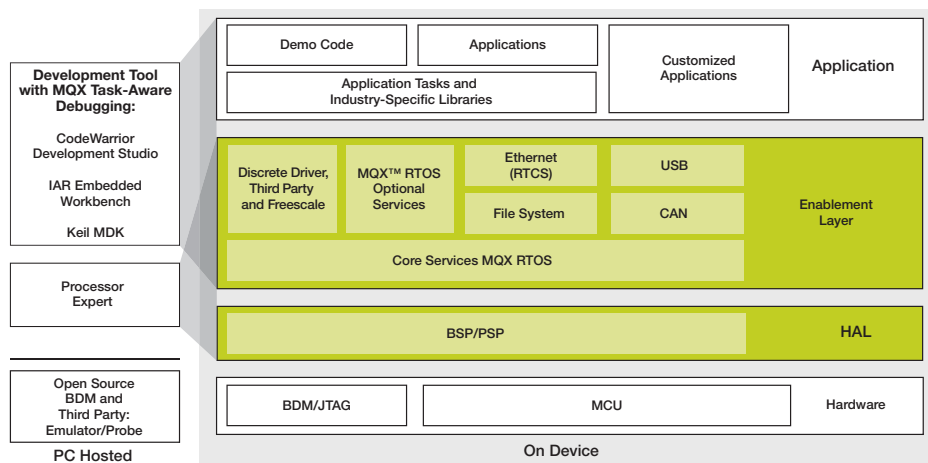 Development Tool
with MQX Task-Aware
Debugging:
CodeWarrior
Development Studio
IAR Embedded
Workbench
Keil MDK
Processor
Expert
Open Source
BDM and
Third Party:
Emulator/Probe
PC Hosted
Demo Code
Applications
Application Tasks and
Industry-Specific Libraries
Customized
Applications
Application
Discrete Driver,
Third Party
and Freescale
MQX™ RTOS
Optional
Services
Ethernet
(RTCS)
USB
File System
CAN
Core Services MQX RTOS
Enablement
Layer
BSP/PSP
HAL
BDM/JTAG
MCU
Hardware
On Device